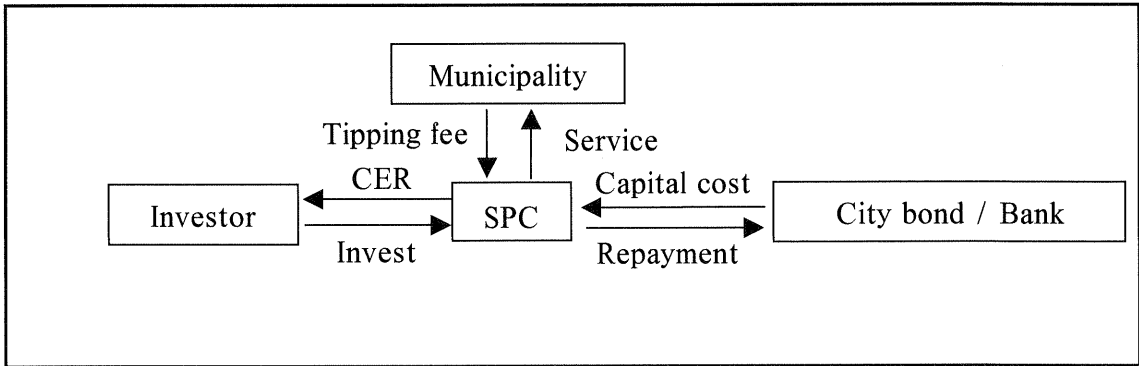 Municipality
Tipping fee
Service
CER
Capital cost
Investor
SPC
City bond / Bank
Invest
Repayment